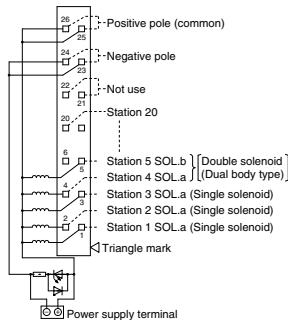 26
Positive pole (common)
25
24
Negative pole
23
22
Not use
21
Station 20
20
6
Station 5 SOL.b
[Double solenoid
5
Station 4 SOL.a
(Dual body type)]
4
Station 3 SOL.a (Single solenoid)
3
Station 2 SOL.a (Single solenoid)
2
Station 1 SOL.a (Single solenoid)
1
Triangle mark
Power supply terminal